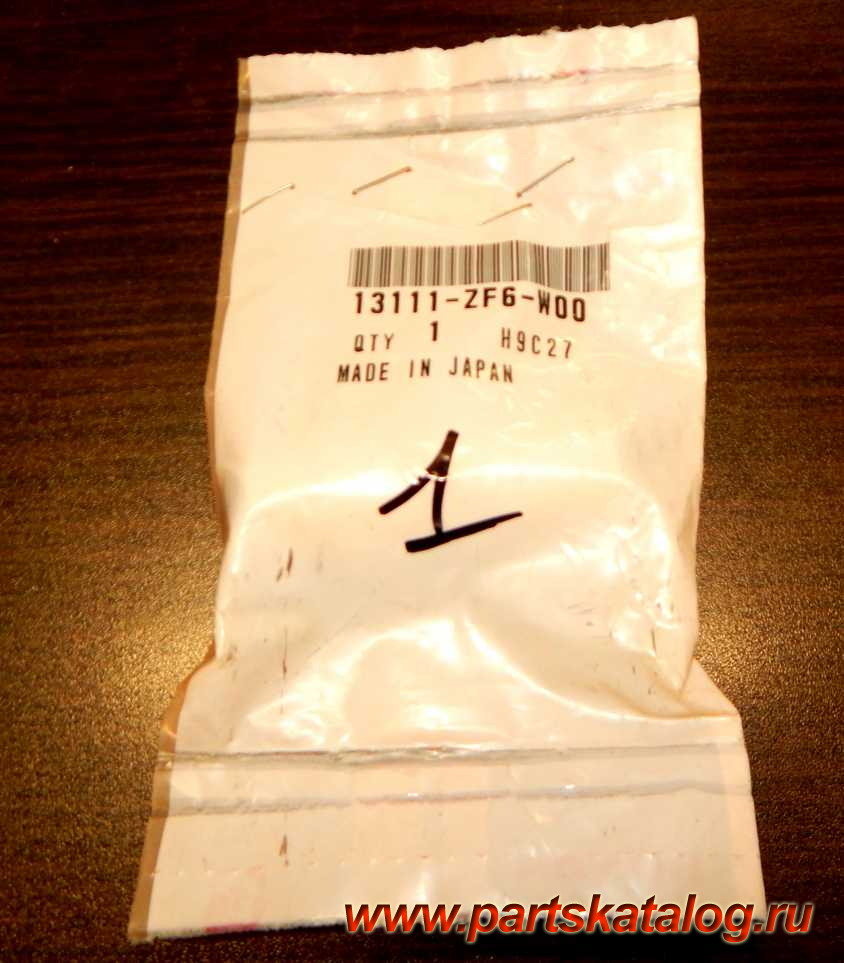 13111-ZF6-W00
QTY 1 H9C27
MADE IN JAPAN
1
www.partskatalog.ru